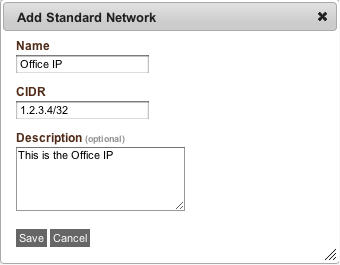 Add Standard Network
Name
Office IP
CIDR
1.2.3.4/32
Description (optional)
This is the Office IP
Save Cancel